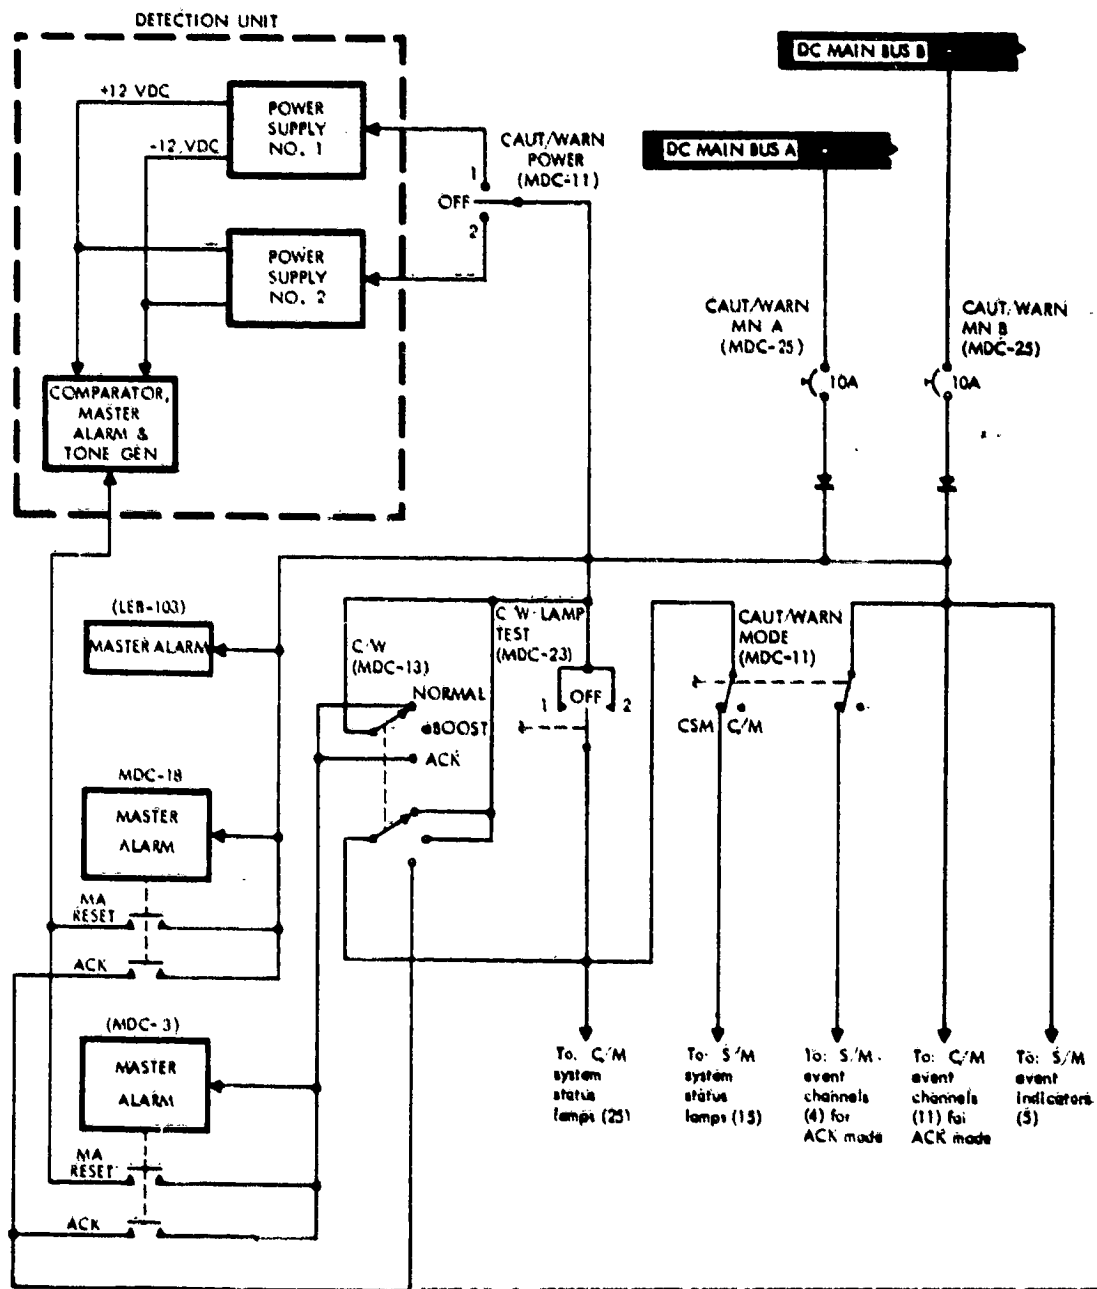 DETECTION UNIT
DC MAIN BUS B
+12 VDC
POWER
SUPPLY
NO. 1
-12 VDC
CAUT/WARN
POWER
(MDC-11)
DC MAIN BUS A
1
OFF
2
POWER
SUPPLY
NO. 2
CAUT/WARN
MN A
(MDC-25)
CAUT/WARN
MN B
(MDC-25)
10A
10A
COMPARATOR,
MASTER
ALARM &
TONE GEN
(LEB-103)
MASTER ALARM
C/W
(MDC-13)
NORMAL
BOOST
ACK
C/W LAMP
TEST
(MDC-23)
1
OFF
2
CAUT/WARN
MODE
(MDC-11)
CSM
C/M
MDC-18
MASTER
ALARM
MA
RESET
ACK
(MDC-3)
MASTER
ALARM
MA
RESET
ACK
To: C/M
system
status
lamps (25)
To: S/M
system
status
lamps (15)
To: S/M
event
channels
(4) for
ACK mode
To: C/M
event
channels
(11) for
ACK mode
To: S/M
event
indicators
(5)